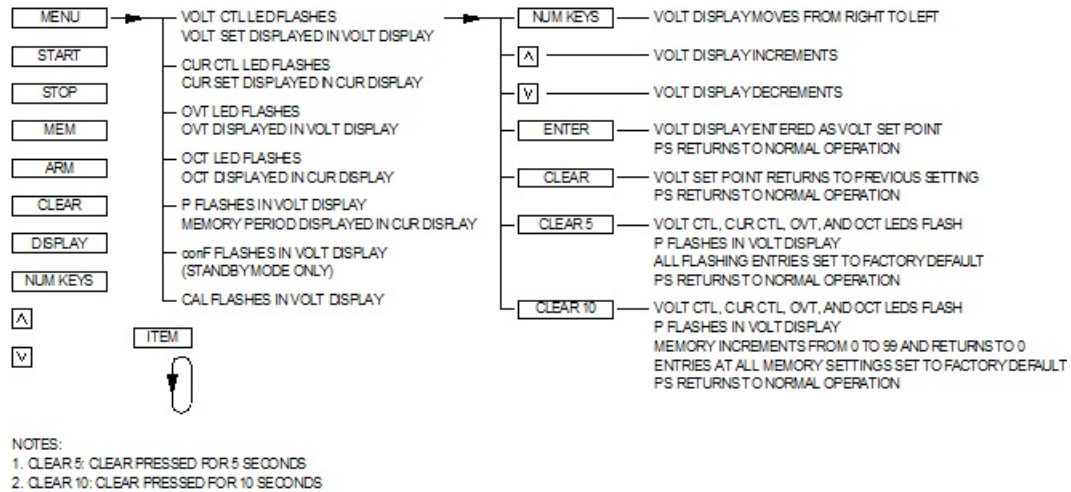 MENU
START
STOP
MEM
ARM
CLEAR
DISPLAY
NUM KEYS
VOLT CTL LED FLASHES
VOLT SET DISPLAYED IN VOLT DISPLAY
CUR CTL LED FLASHES
CUR SET DISPLAYED IN CUR DISPLAY
OVT LED FLASHES
OVT DISPLAYED IN VOLT DISPLAY
OCT LED FLASHES
OCT DISPLAYED IN CUR DISPLAY
P FLASHES IN VOLT DISPLAY
MEMORY PERIOD DISPLAYED IN CUR DISPLAY
conF FLASHES IN VOLT DISPLAY
(STANDBY MODE ONLY)
CAL FLASHES IN VOLT DISPLAY
ITEM
NUM KEYS
VOLT DISPLAY MOVES FROM RIGHT TO LEFT
VOLT DISPLAY INCREMENTS
VOLT DISPLAY DECREMENTS
ENTER
VOLT DISPLAY ENTERED AS VOLT SET POINT
PS RETURNS TO NORMAL OPERATION
CLEAR
VOLT SET POINT RETURNS TO PREVIOUS SETTING
PS RETURNS TO NORMAL OPERATION
CLEAR 5
VOLT CTL, CUR CTL, OVT, AND OCT LEDS FLASH
P FLASHES IN VOLT DISPLAY
ALL FLASHING ENTRIES SET TO FACTORY DEFAULT
PS RETURNS TO NORMAL OPERATION
CLEAR 10
VOLT CTL, CUR CTL, OVT, AND OCT LEDS FLASH
P FLASHES IN VOLT DISPLAY
MEMORY INCREMENTS FROM 0 TO 99 AND RETURNS TO 0
ENTRIES AT ALL MEMORY SETTINGS SET TO FACTORY DEFAULT
PS RETURNS TO NORMAL OPERATION
NOTES:
1. CLEAR 5: CLEAR PRESSED FOR 5 SECONDS
2. CLEAR 10: CLEAR PRESSED FOR 10 SECONDS